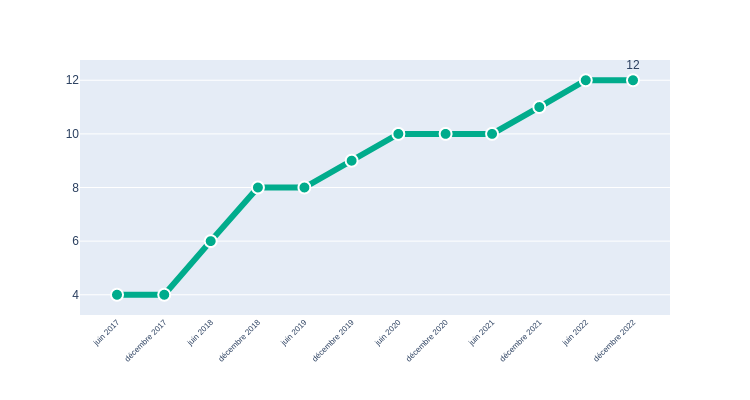 12
12
10
8
6
4
juin 2017
décembre 2017
juin 2018
décembre 2018
juin 2019
décembre 2019
juin 2020
décembre 2020
juin 2021
décembre 2021
juin 2022
décembre 2022